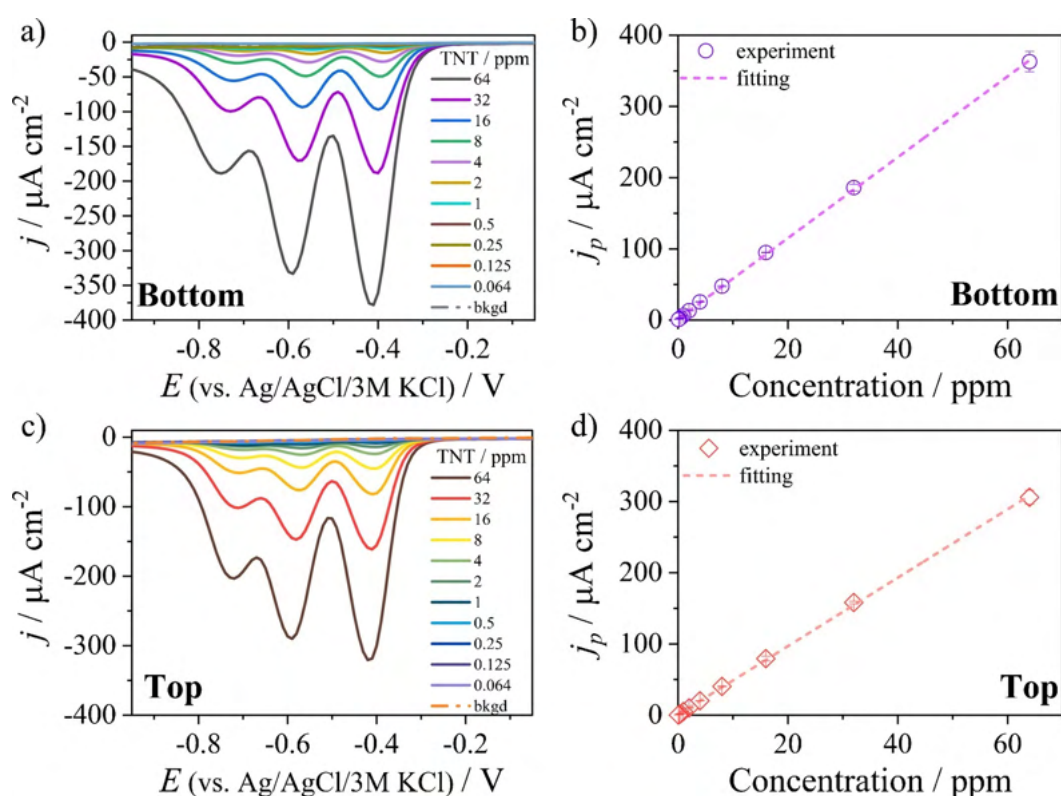 a)
0
-50
-100
-150
-200
-250
-300
-350
-400
j / µA cm⁻²
TNT / ppm
64
32
16
8
4
2
1
0.5
0.25
0.125
0.064
bkgd
Bottom
-0.8
-0.6
-0.4
-0.2
E (vs. Ag/AgCl/3M KCl) / V
b)
400
300
200
100
0
jₚ / µA cm⁻²
experiment
fitting
Bottom
0
20
40
60
Concentration / ppm
c)
0
-100
-200
-300
-400
j / µA cm⁻²
TNT / ppm
64
32
16
8
4
2
1
0.5
0.25
0.125
0.064
bkgd
Top
-0.8
-0.6
-0.4
-0.2
E (vs. Ag/AgCl/3M KCl) / V
d)
400
300
200
100
0
jₚ / µA cm⁻²
experiment
fitting
Top
0
20
40
60
Concentration / ppm